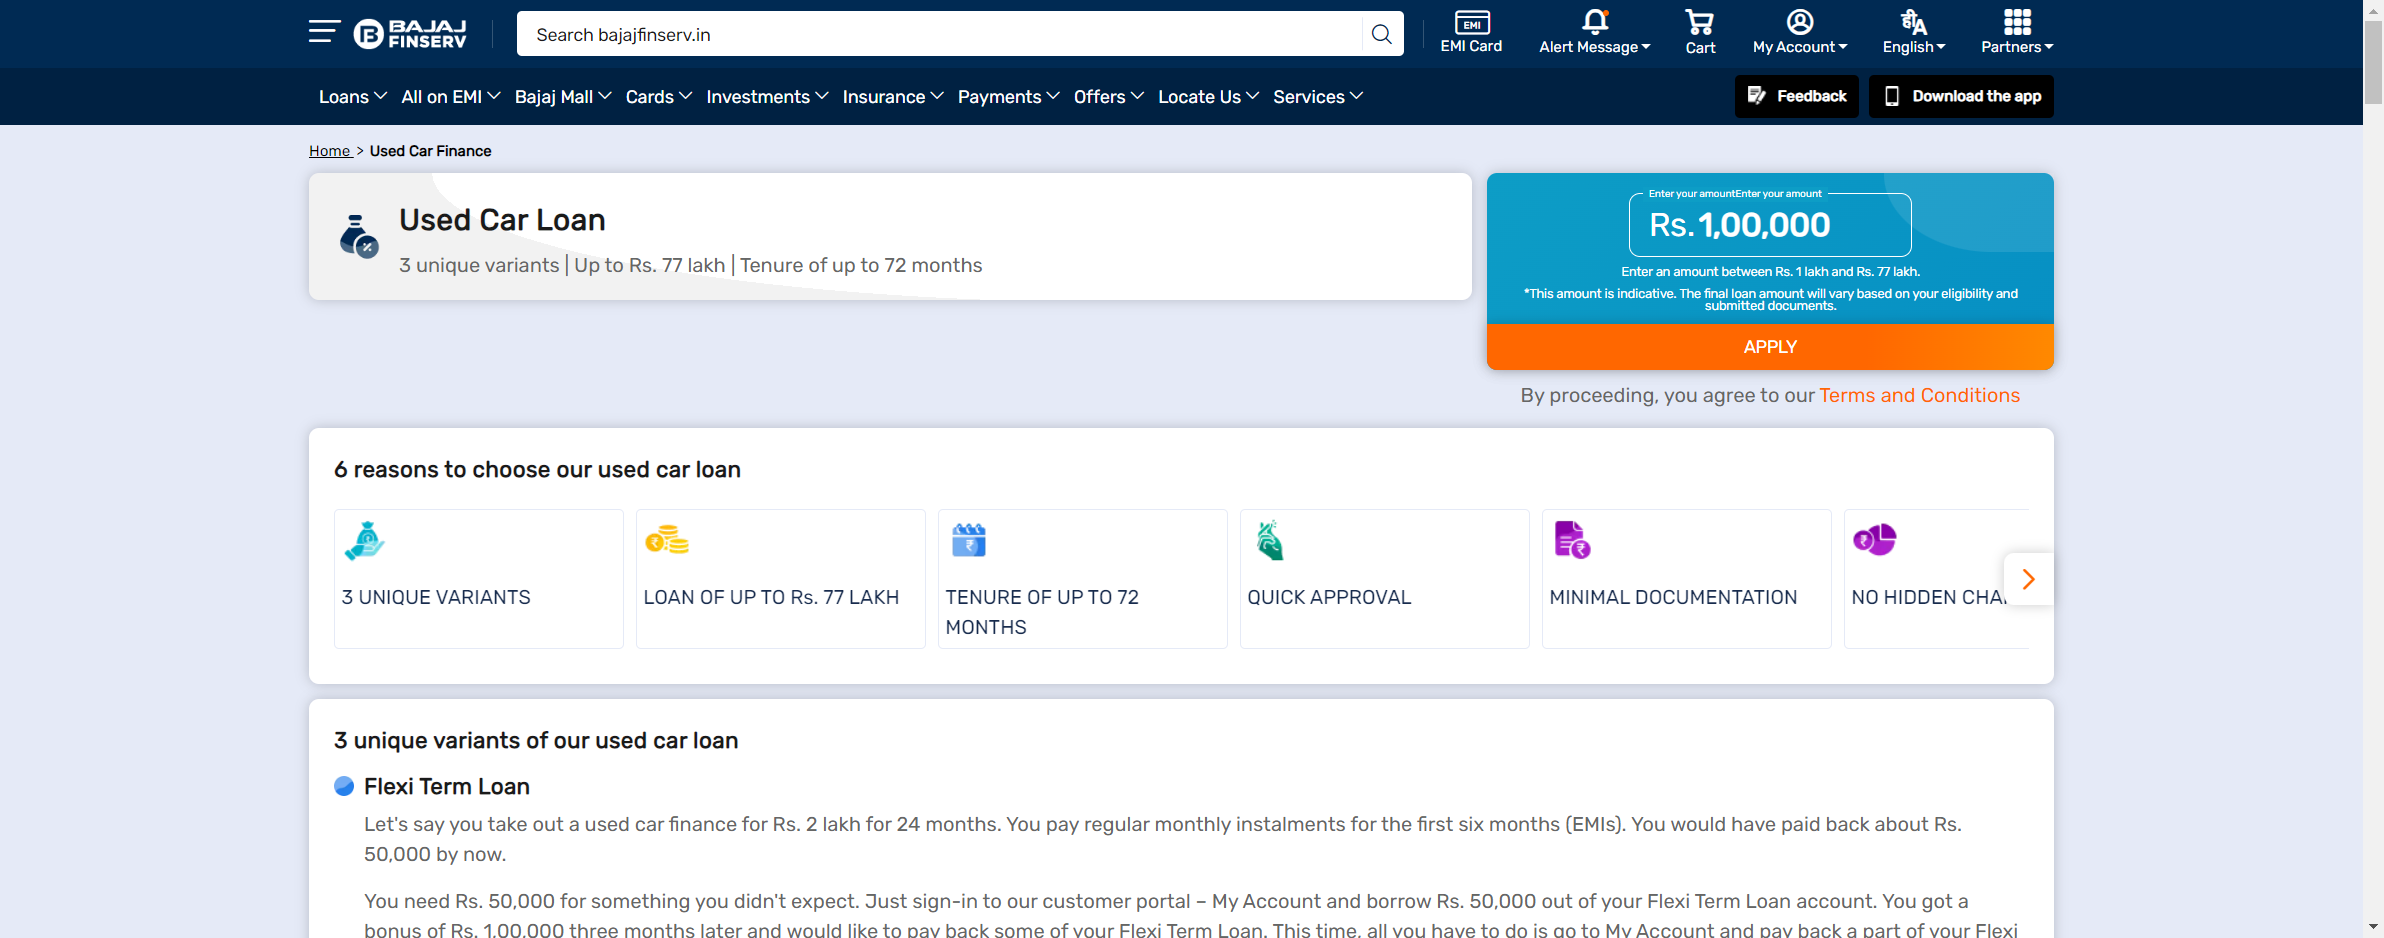 BAJAJ
FINSERV
Search bajajfinserv.in
EMI
EMI Card
Alert Message
Cart
My Account
हीA
English
Partners
Loans All on EMI Bajaj Mall Cards Investments Insurance Payments Offers Locate Us Services
Feedback
Download the app
Home > Used Car Finance
Used Car Loan
3 unique variants | Up to Rs. 77 lakh | Tenure of up to 72 months
Enter your amountEnter your amount
Rs. 1,00,000
Enter an amount between Rs. 1 lakh and Rs. 77 lakh.
*This amount is indicative. The final loan amount will vary based on your eligibility and
submitted documents.
APPLY
By proceeding, you agree to our Terms and Conditions
6 reasons to choose our used car loan
3 UNIQUE VARIANTS
LOAN OF UP TO Rs. 77 LAKH
TENURE OF UP TO 72
MONTHS
QUICK APPROVAL
MINIMAL DOCUMENTATION
NO HIDDEN CHA
3 unique variants of our used car loan
Flexi Term Loan
Let's say you take out a used car finance for Rs. 2 lakh for 24 months. You pay regular monthly instalments for the first six months (EMIs). You would have paid back about Rs.
50,000 by now.
You need Rs. 50,000 for something you didn't expect. Just sign-in to our customer portal – My Account and borrow Rs. 50,000 out of your Flexi Term Loan account. You got a
bonus of Rs. 1,00,000 three months later and would like to pay back some of your Flexi Term Loan. This time, all you have to do is go to My Account and pay back a part of your Flexi